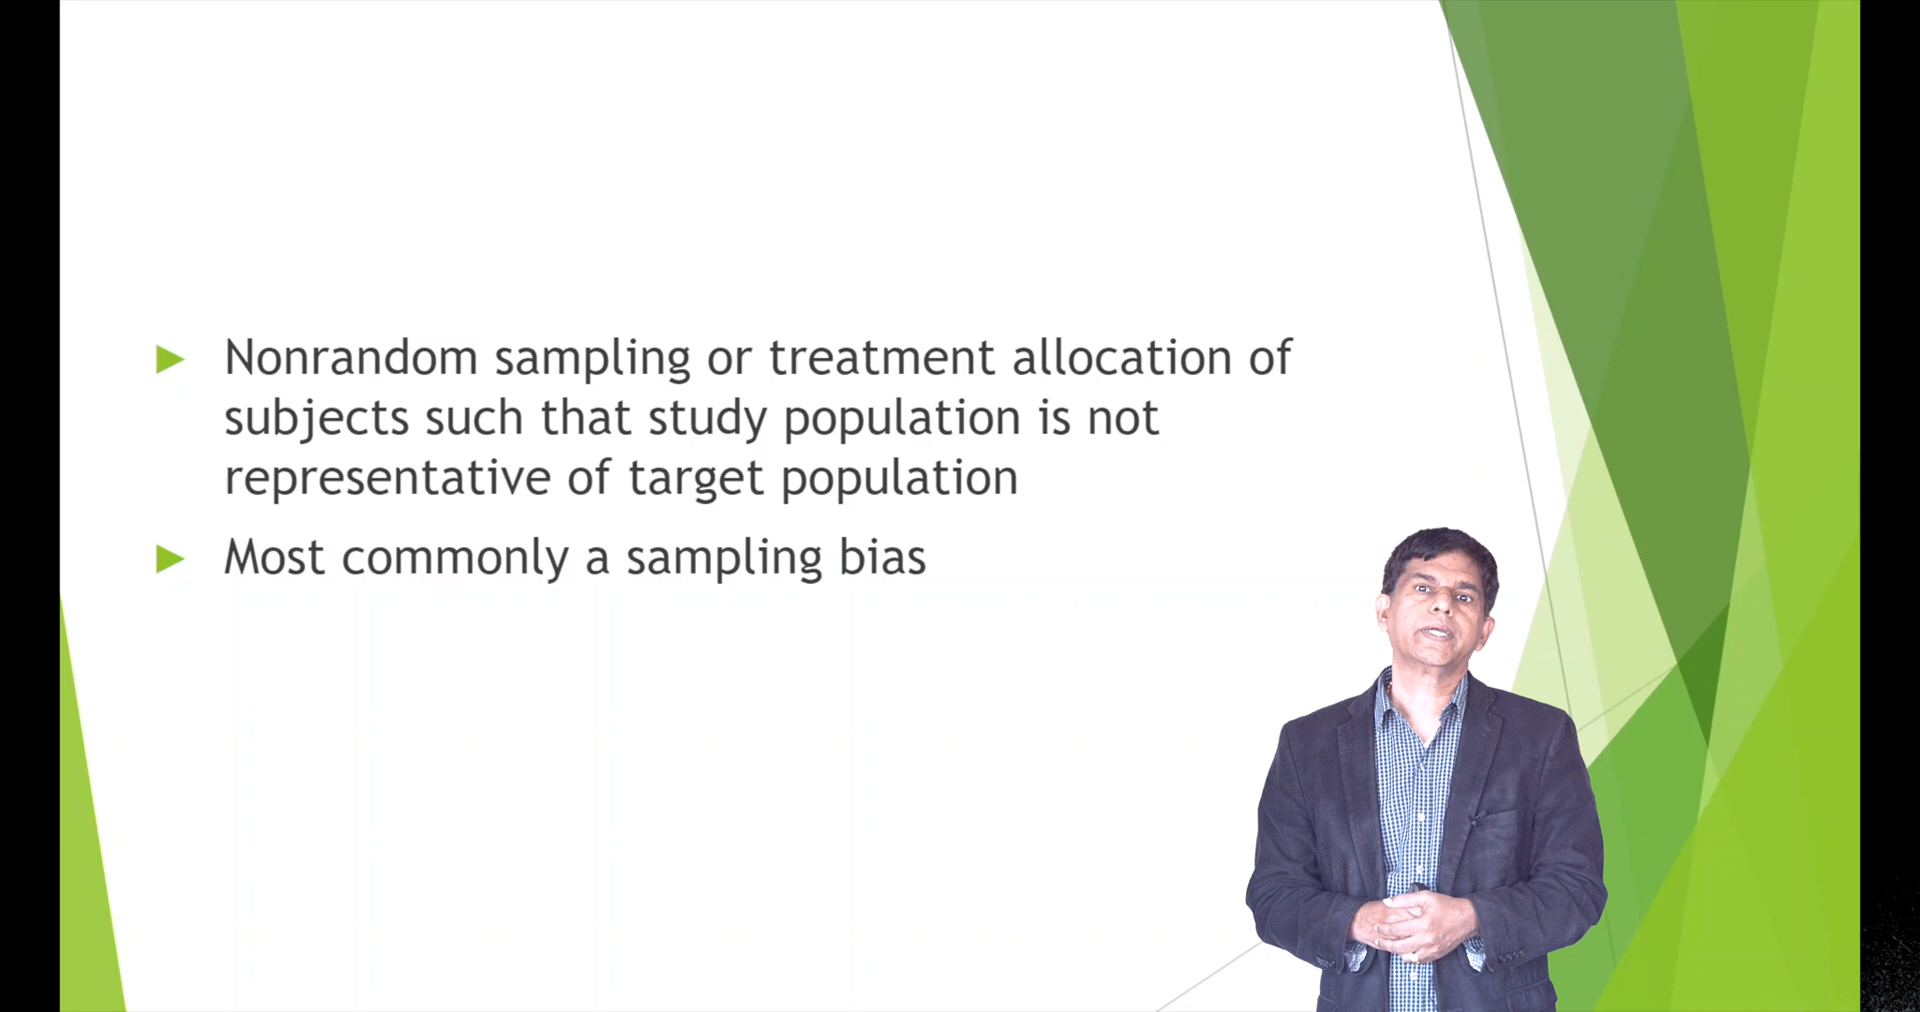 Nonrandom sampling or treatment allocation of
subjects such that study population is not
representative of target population
Most commonly a sampling bias